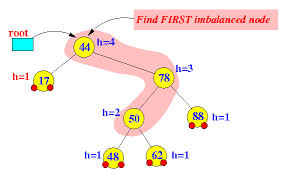 Find FIRST imbalanced node
root
44 h=4
h=1 17
78 h=3
h=2 50
88 h=1
h=1 48
62 h=1